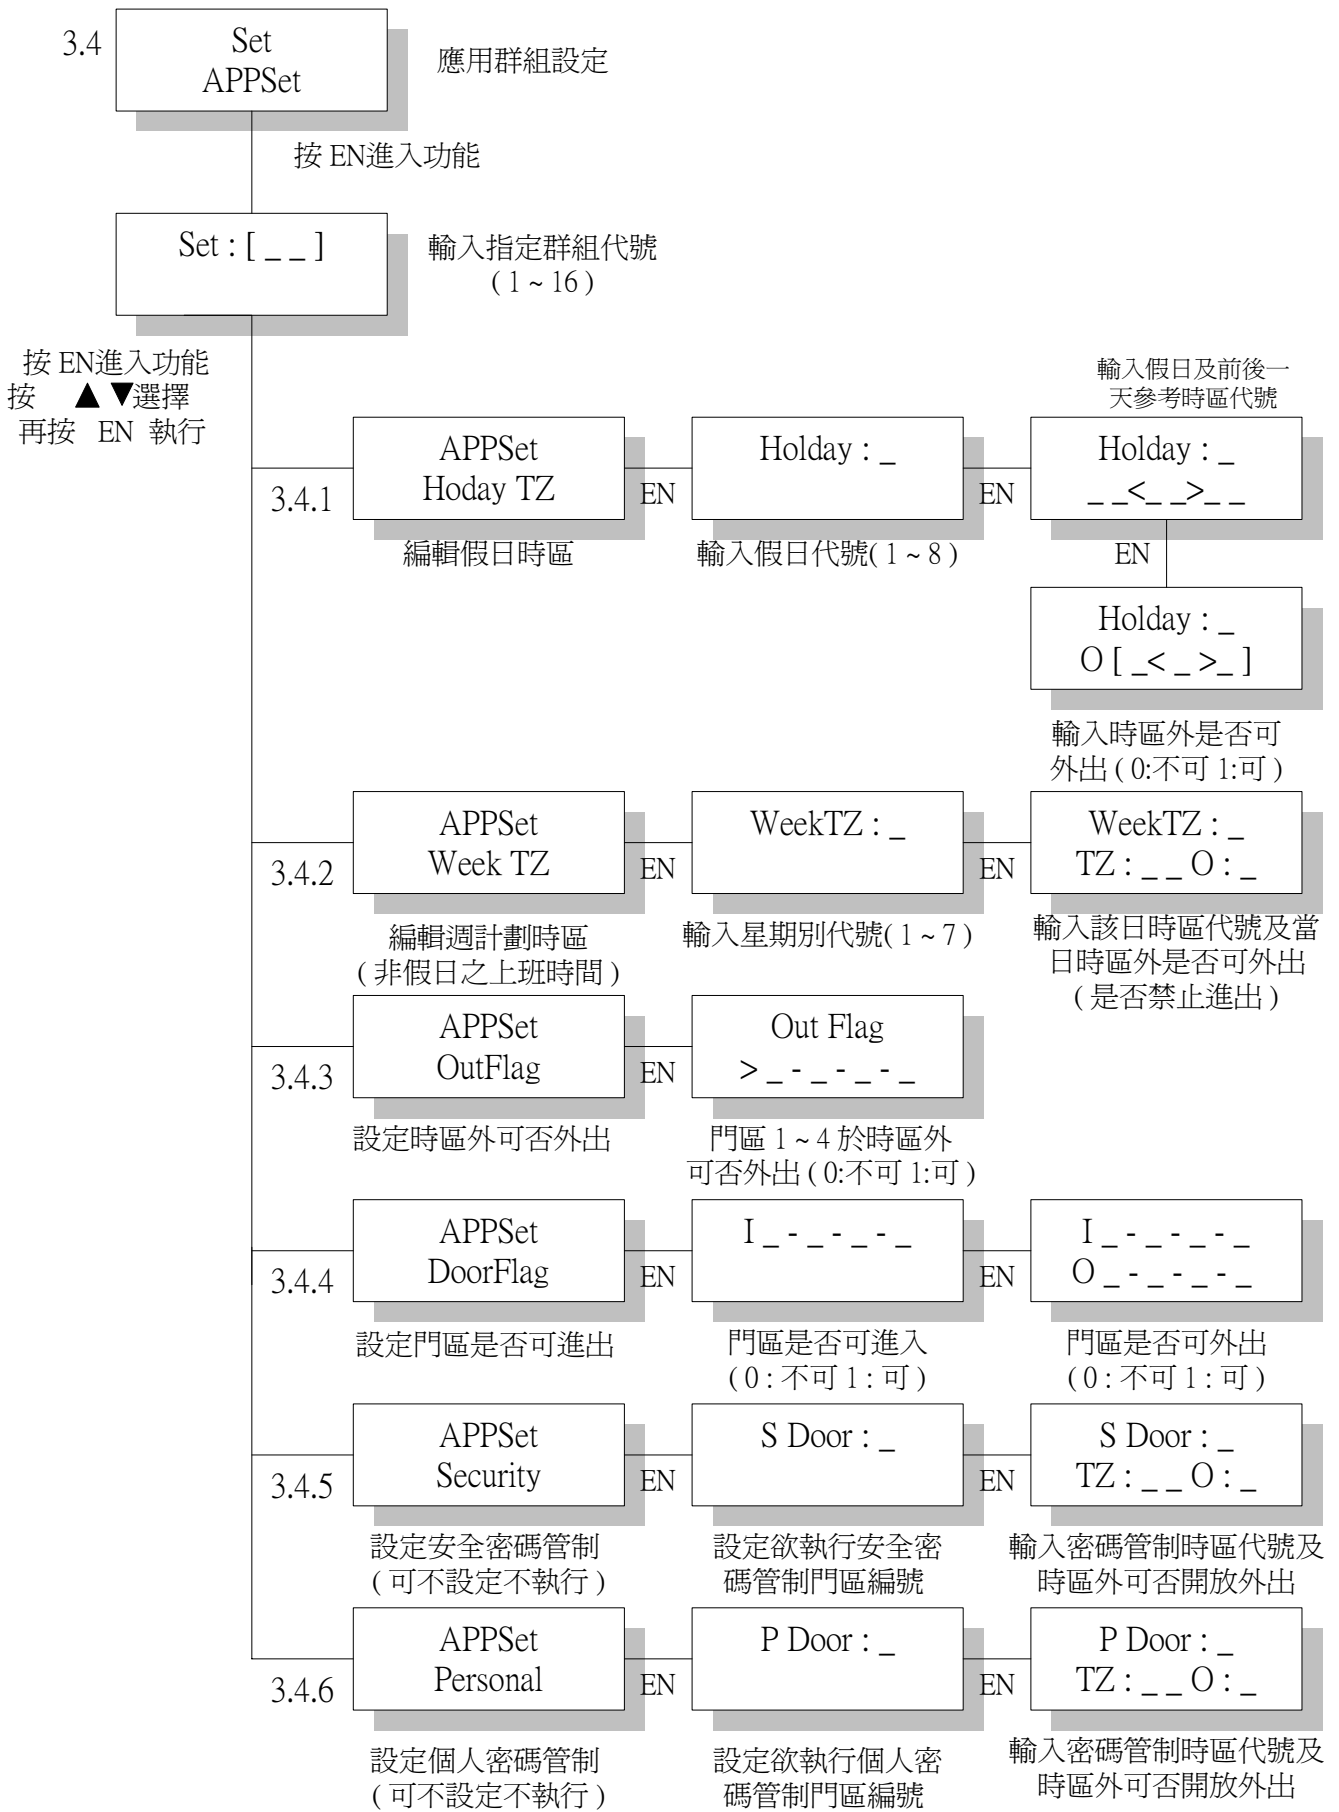 3.4
Set
APPSet
應用群組設定
按 EN進入功能
Set : [ _ _ ]
輸入指定群組代號
( 1 ~ 16 )
按 EN進入功能
按 ▲ ▼選擇
再按 EN 執行
3.4.1
APPSet
Hoday TZ
編輯假日時區
EN
Holday : _
輸入假日代號( 1 ~ 8 )
EN
輸入假日及前後一
天參考時區代號
Holday : _
_ _<_ _>_ _
EN
Holday : _
O [ _< _ >_ ]
輸入時區外是否可
外出 ( 0:不可 1:可 )
3.4.2
APPSet
Week TZ
編輯週計劃時區
( 非假日之上班時間 )
EN
WeekTZ : _
輸入星期別代號( 1 ~ 7 )
EN
WeekTZ : _
TZ : _ _ O : _
輸入該日時區代號及當
日時區外是否可外出
( 是否禁止進出 )
3.4.3
APPSet
OutFlag
設定時區外可否外出
EN
Out Flag
> _ - _ - _ - _
門區 1 ~ 4 於時區外
可否外出 ( 0:不可 1:可 )
3.4.4
APPSet
DoorFlag
設定門區是否可進出
EN
I _ - _ - _ - _
門區是否可進入
( 0 : 不可 1 : 可 )
EN
I _ - _ - _ - _
O _ - _ - _ - _
門區是否可外出
( 0 : 不可 1 : 可 )
3.4.5
APPSet
Security
設定安全密碼管制
( 可不設定不執行 )
EN
S Door : _
設定欲執行安全密
碼管制門區編號
EN
S Door : _
TZ : _ _ O : _
輸入密碼管制時區代號及
時區外可否開放外出
3.4.6
APPSet
Personal
設定個人密碼管制
( 可不設定不執行 )
EN
P Door : _
設定欲執行個人密
碼管制門區編號
EN
P Door : _
TZ : _ _ O : _
輸入密碼管制時區代號及
時區外可否開放外出